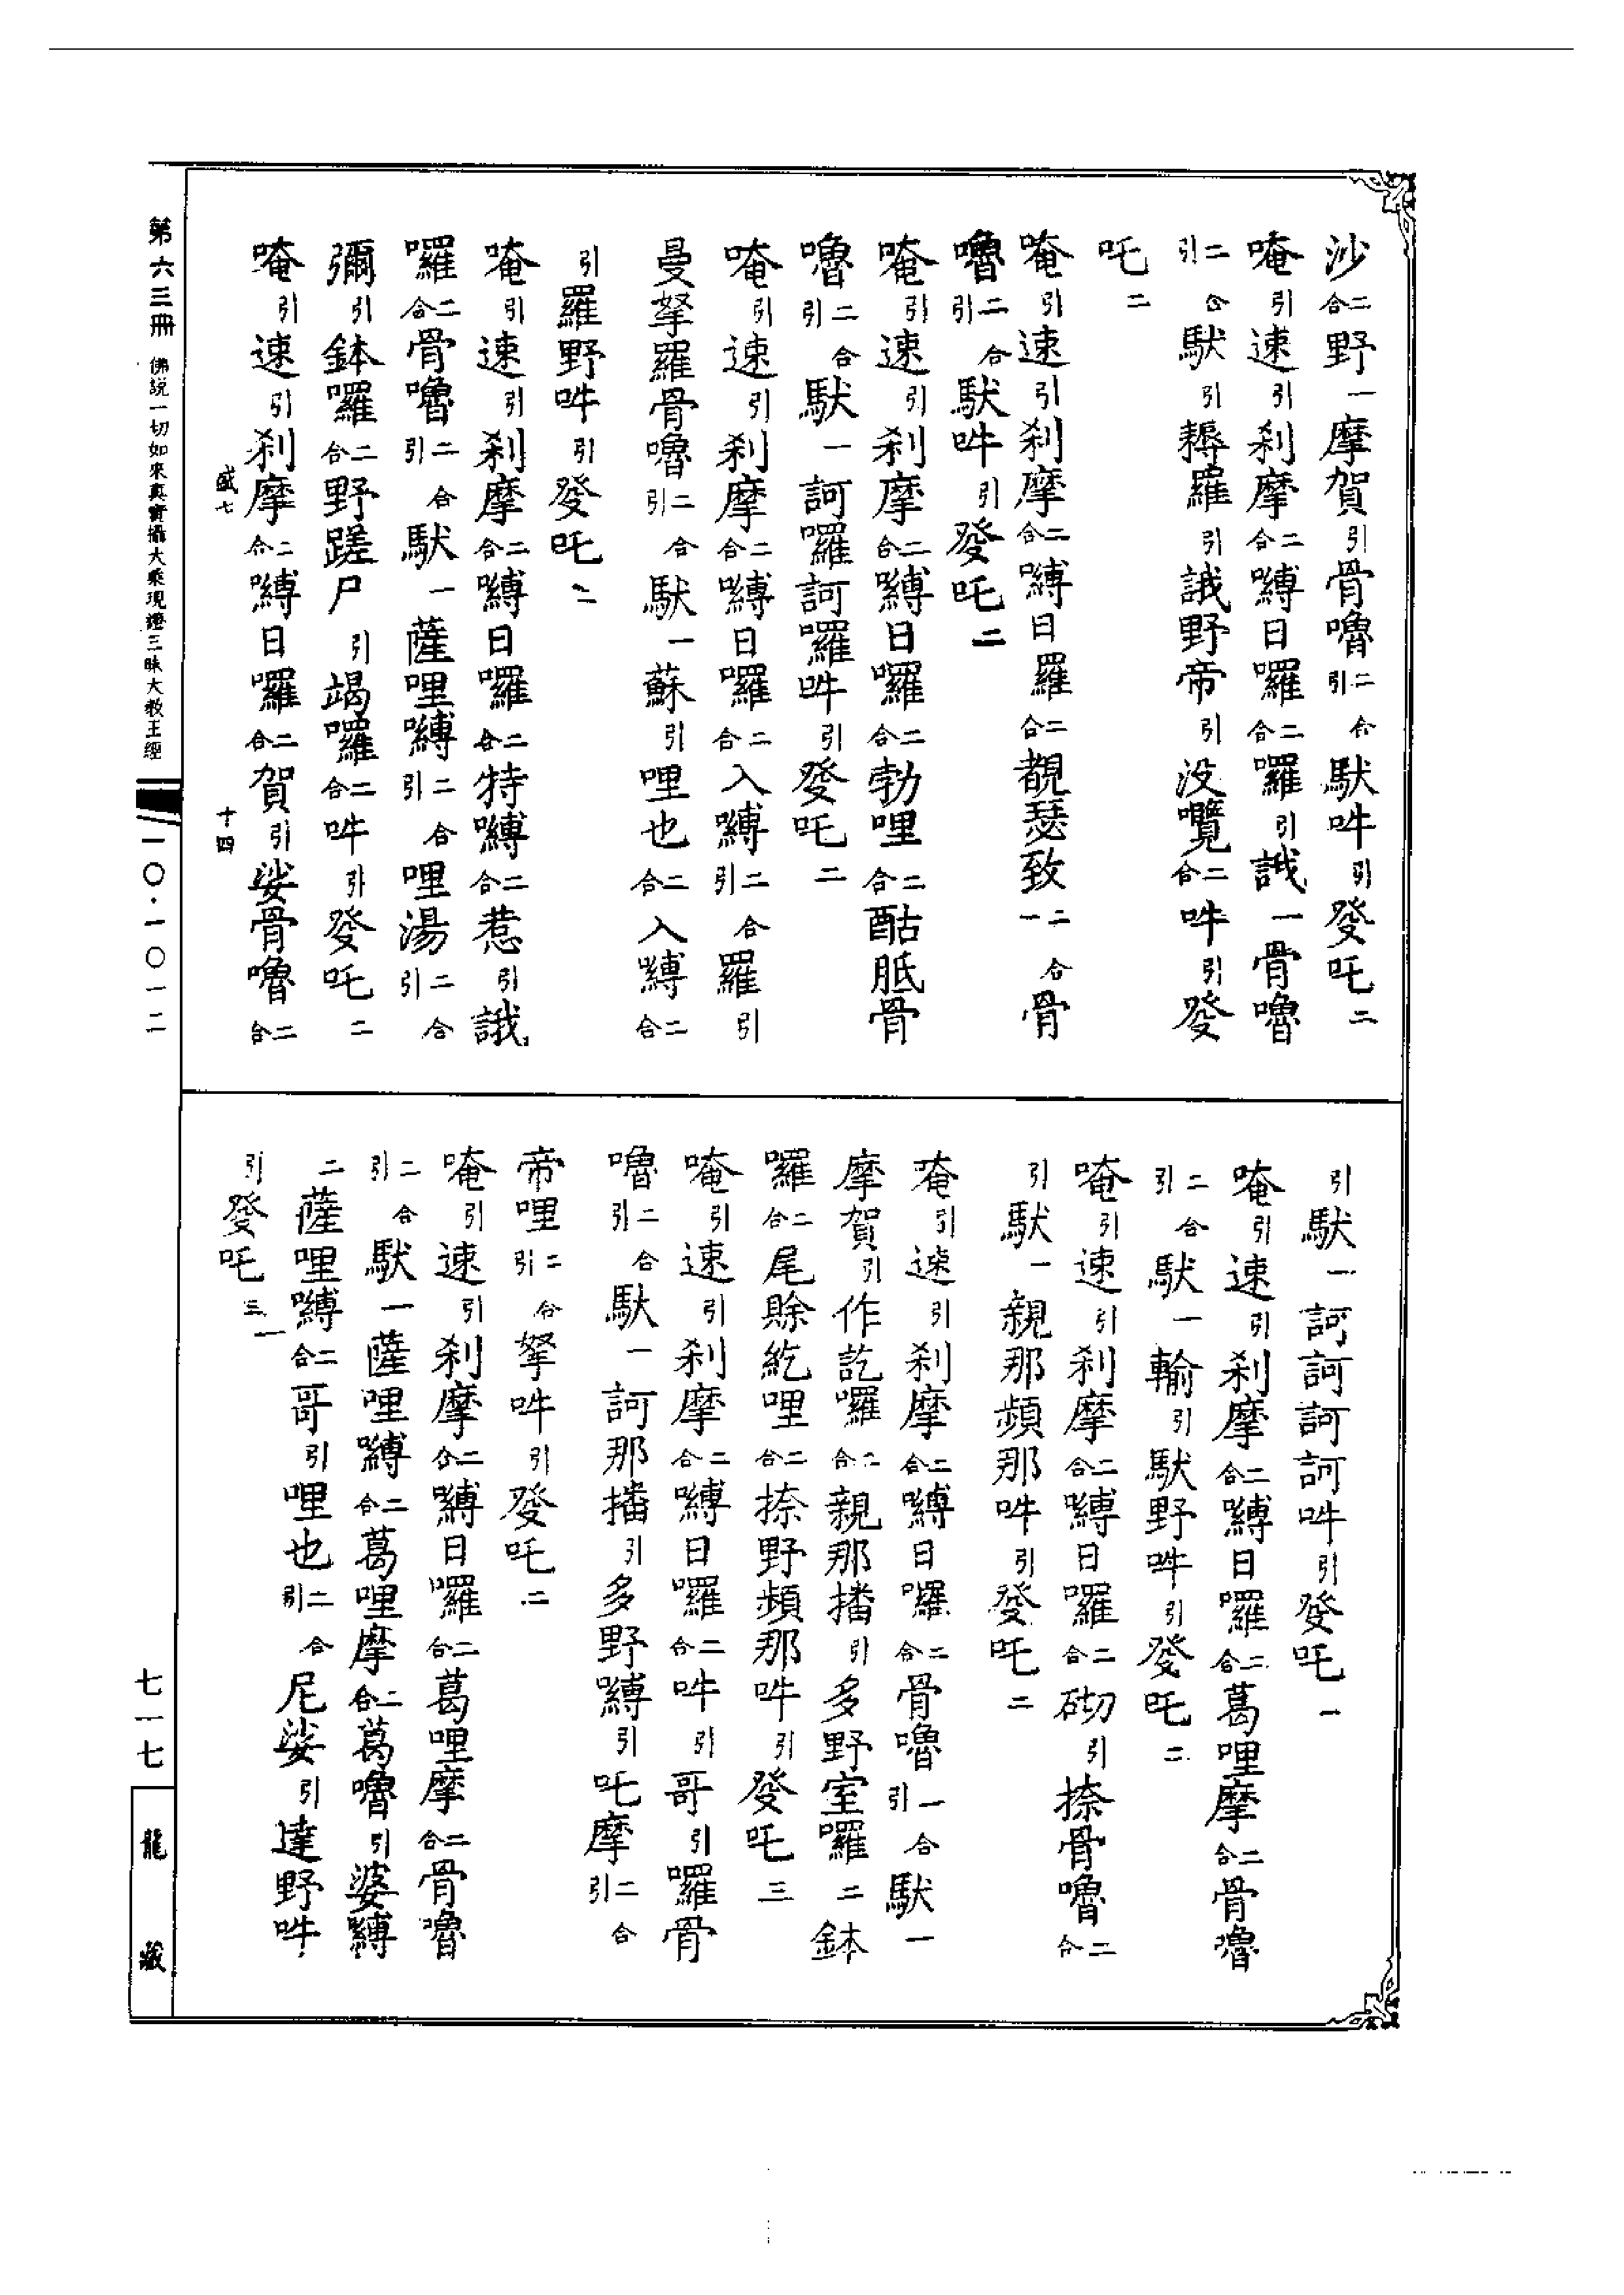 沙二合野一摩賀引骨嚕二合引馱吽引發吒二
唵引速引剎摩二合嚩日囉二合囉引誐一骨嚕
二合引馱引耨羅引誐野帝引沒㘕二合吽引發
吒二
唵引速引剎摩二合嚩日羅二合覩瑟致二一合骨
嚕二合引馱吽引發吒二
唵引速引剎摩二合嚩日囉二合勃哩二合酤胝骨
嚕二合引馱一訶囉訶囉吽引發吒二
唵引速引剎摩二合嚩日囉二合入嚩二合引羅引
曼拏羅骨嚕二合引馱一蘇引哩也二合入嚩二合
引羅野吽引發吒二
唵引速引剎摩二合嚩日囉二合特嚩二合惹引誐
囉二合骨嚕二合引馱一薩哩嚩二合引哩湯二合引
彌引鉢囉二合野蹉尸引竭囉二合吽引發吒二
唵引速引剎摩二合嚩日囉二合賀引娑骨嚕二合
盛七
十四
引馱一訶訶訶訶吽引發吒一
唵引速引剎摩二合嚩日囉二合葛哩摩二合骨嚕
二合引馱一輸引馱野吽引發吒二
唵引速引剎摩二合嚩日囉二合砌引捺骨嚕二合
引馱一親那頻那吽引發吒二
唵引速引剎摩二合嚩日囉二合骨嚕一合引馱一
摩賀引作訖囉二合親那播引多野室囉二鉢
囉二合尾賒紇哩二合捺野頻那吽引發吒三
唵引速引剎摩二合嚩日囉二合吽引哥引囉骨
嚕二合引馱一訶那播引多野嚩引吒摩二合引
帝哩二合引拏吽引發吒二
唵引速引剎摩二合嚩日囉二合葛哩摩二合骨嚕
二合引馱一薩哩嚩二合葛哩摩二合葛嚕引婆嚩
二薩哩嚩二合哥引哩也二合引尼娑引達野吽
引發吒三一
第六三冊 佛說一切如來真實攝大乘現證三昧大教王經 一〇·一〇一二
七一七
龍藏